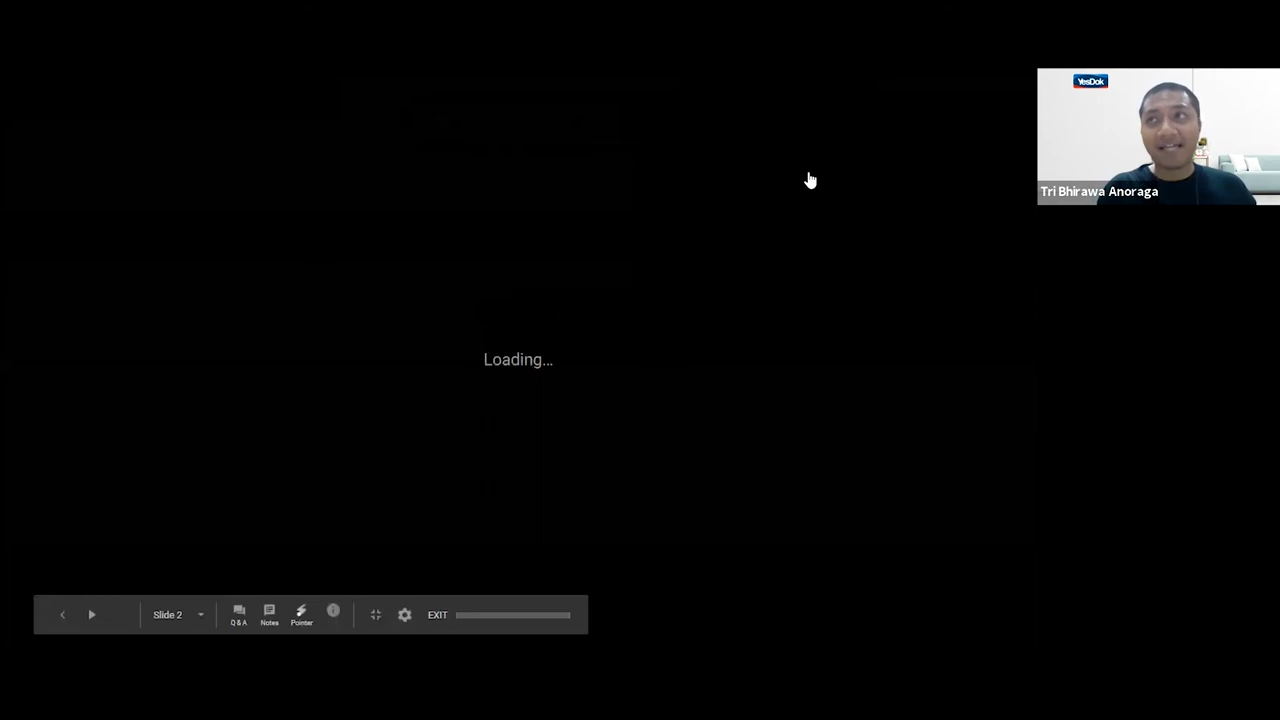 YesDok
Tri Bhirawa Anoraga
Loading...
Slide 2
Q & A
Notes
Pointer
EXIT